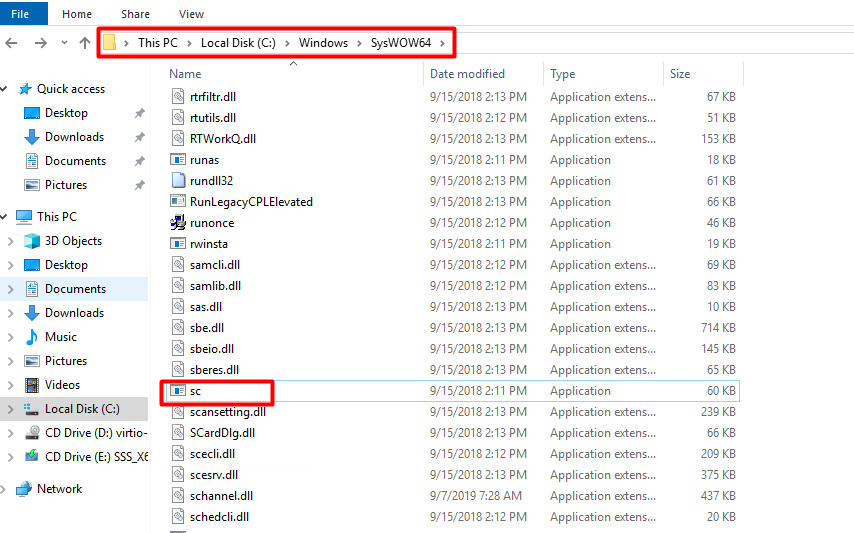 File Home Share View
This PC Local Disk (C:) Windows SysWOW64
Name Date modified Type Size
Quick access
Desktop
Downloads
Documents
Pictures
This PC
3D Objects
Desktop
Documents
Downloads
Music
Pictures
Videos
Local Disk (C:)
CD Drive (D:) virtio-
CD Drive (E:) SSS_X6
Network
rtrfiltr.dll 9/15/2018 2:13 PM Application extens... 67 KB
rtutils.dll 9/15/2018 2:12 PM Application extens... 51 KB
RTWorkQ.dll 9/15/2018 2:13 PM Application extens... 153 KB
runas 9/15/2018 2:11 PM Application 18 KB
rundll32 9/15/2018 2:13 PM Application 61 KB
RunLegacyCPLElevated 9/15/2018 2:13 PM Application 66 KB
runonce 9/15/2018 2:12 PM Application 46 KB
rwinsta 9/15/2018 2:11 PM Application 19 KB
samcli.dll 9/15/2018 2:12 PM Application extens... 69 KB
samlib.dll 9/15/2018 2:12 PM Application extens... 83 KB
sas.dll 9/15/2018 2:13 PM Application extens... 10 KB
sbe.dll 9/15/2018 2:13 PM Application extens... 714 KB
sbeio.dll 9/15/2018 2:13 PM Application extens... 145 KB
sberes.dll 9/15/2018 2:13 PM Application extens... 65 KB
sc 9/15/2018 2:11 PM Application 60 KB
scansetting.dll 9/15/2018 2:13 PM Application extens... 239 KB
SCardDlg.dll 9/15/2018 2:13 PM Application extens... 66 KB
scecli.dll 9/15/2018 2:12 PM Application extens... 209 KB
scesrv.dll 9/15/2018 2:13 PM Application extens... 375 KB
schannel.dll 9/7/2019 7:28 AM Application extens... 437 KB
schedcli.dll 9/15/2018 2:12 PM Application extens... 20 KB